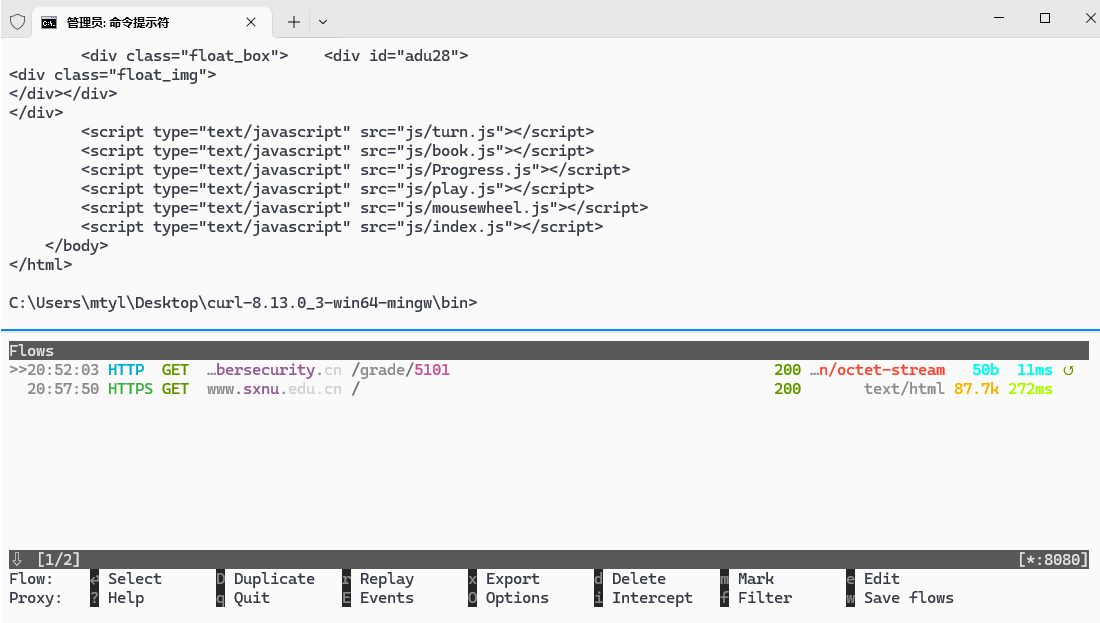 管理员: 命令提示符
<div class="float_box">    <div id="adu28">
<div class="float_img">
</div></div>
</div>
<script type="text/javascript" src="js/turn.js"></script>
<script type="text/javascript" src="js/book.js"></script>
<script type="text/javascript" src="js/Progress.js"></script>
<script type="text/javascript" src="js/play.js"></script>
<script type="text/javascript" src="js/mousewheel.js"></script>
<script type="text/javascript" src="js/index.js"></script>
</body>
</html>
C:\Users\mtyl\Desktop\curl-8.13.0_3-win64-mingw\bin>
Flows
>>20:52:03 HTTP  GET  …bersecurity.cn /grade/5101 200 …n/octet-stream 50b 11ms ↺
20:57:50 HTTPS GET  www.sxnu.edu.cn / 200 text/html 87.7k 272ms
⇩ [1/2] [*:8080]
Flow: ↵ Select D Duplicate r Replay x Export d Delete m Mark e Edit
Proxy: ? Help q Quit E Events O Options i Intercept f Filter w Save flows